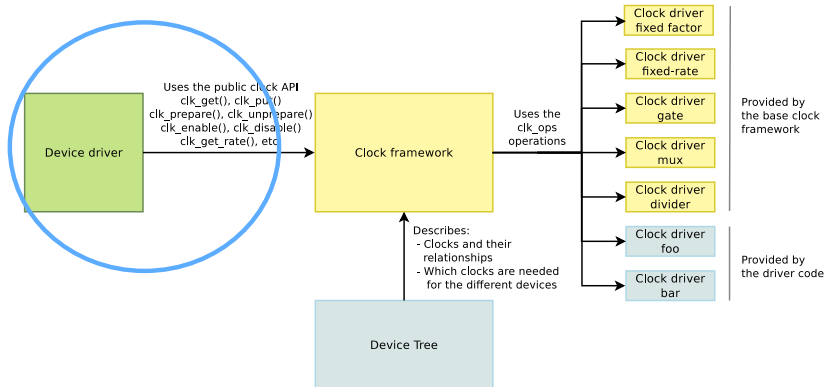 Device driver
Uses the public clock API
clk_get(), clk_put()
clk_prepare(), clk_unprepare()
clk_enable(), clk_disable()
clk_get_rate(), etc
Clock framework
Uses the
clk_ops
operations
Clock driver
fixed factor
Clock driver
fixed-rate
Clock driver
gate
Clock driver
mux
Clock driver
divider
Clock driver
foo
Clock driver
bar
Provided by
the base clock
framework
Provided by
the driver code
Describes:
- Clocks and their
relationships
- Which clocks are needed
for the different devices
Device Tree